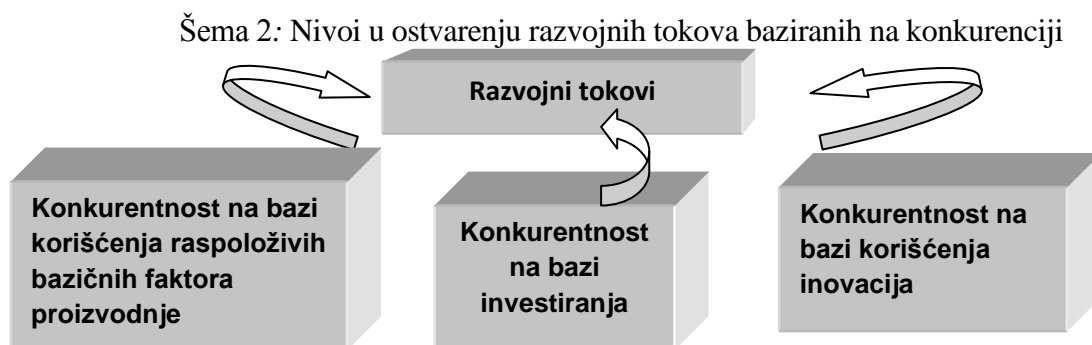 Šema 2: Nivoi u ostvarenju razvojnih tokova baziranih na konkurenciji
Razvojni tokovi
Konkurentnost na bazi
korišćenja raspoloživih
bazičnih faktora
proizvodnje
Konkurentnost
na bazi
investiranja
Konkurentnost na
bazi korišćenja
inovacija